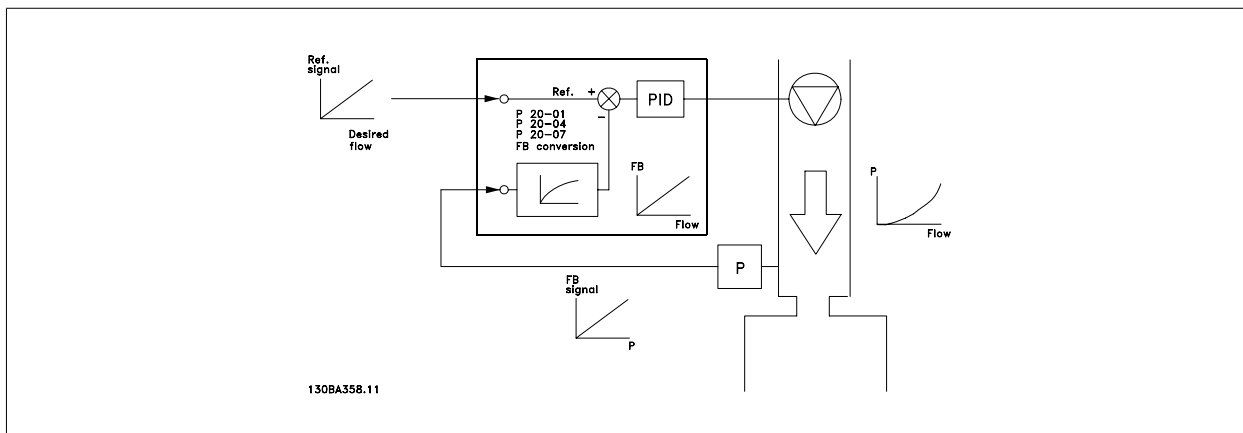 Ref.
signal
Desired
flow
Ref.
+
-
PID
P 20-01
P 20-04
P 20-07
FB conversion
FB
Flow
P
Flow
P
FB
signal
P
130BA358.11